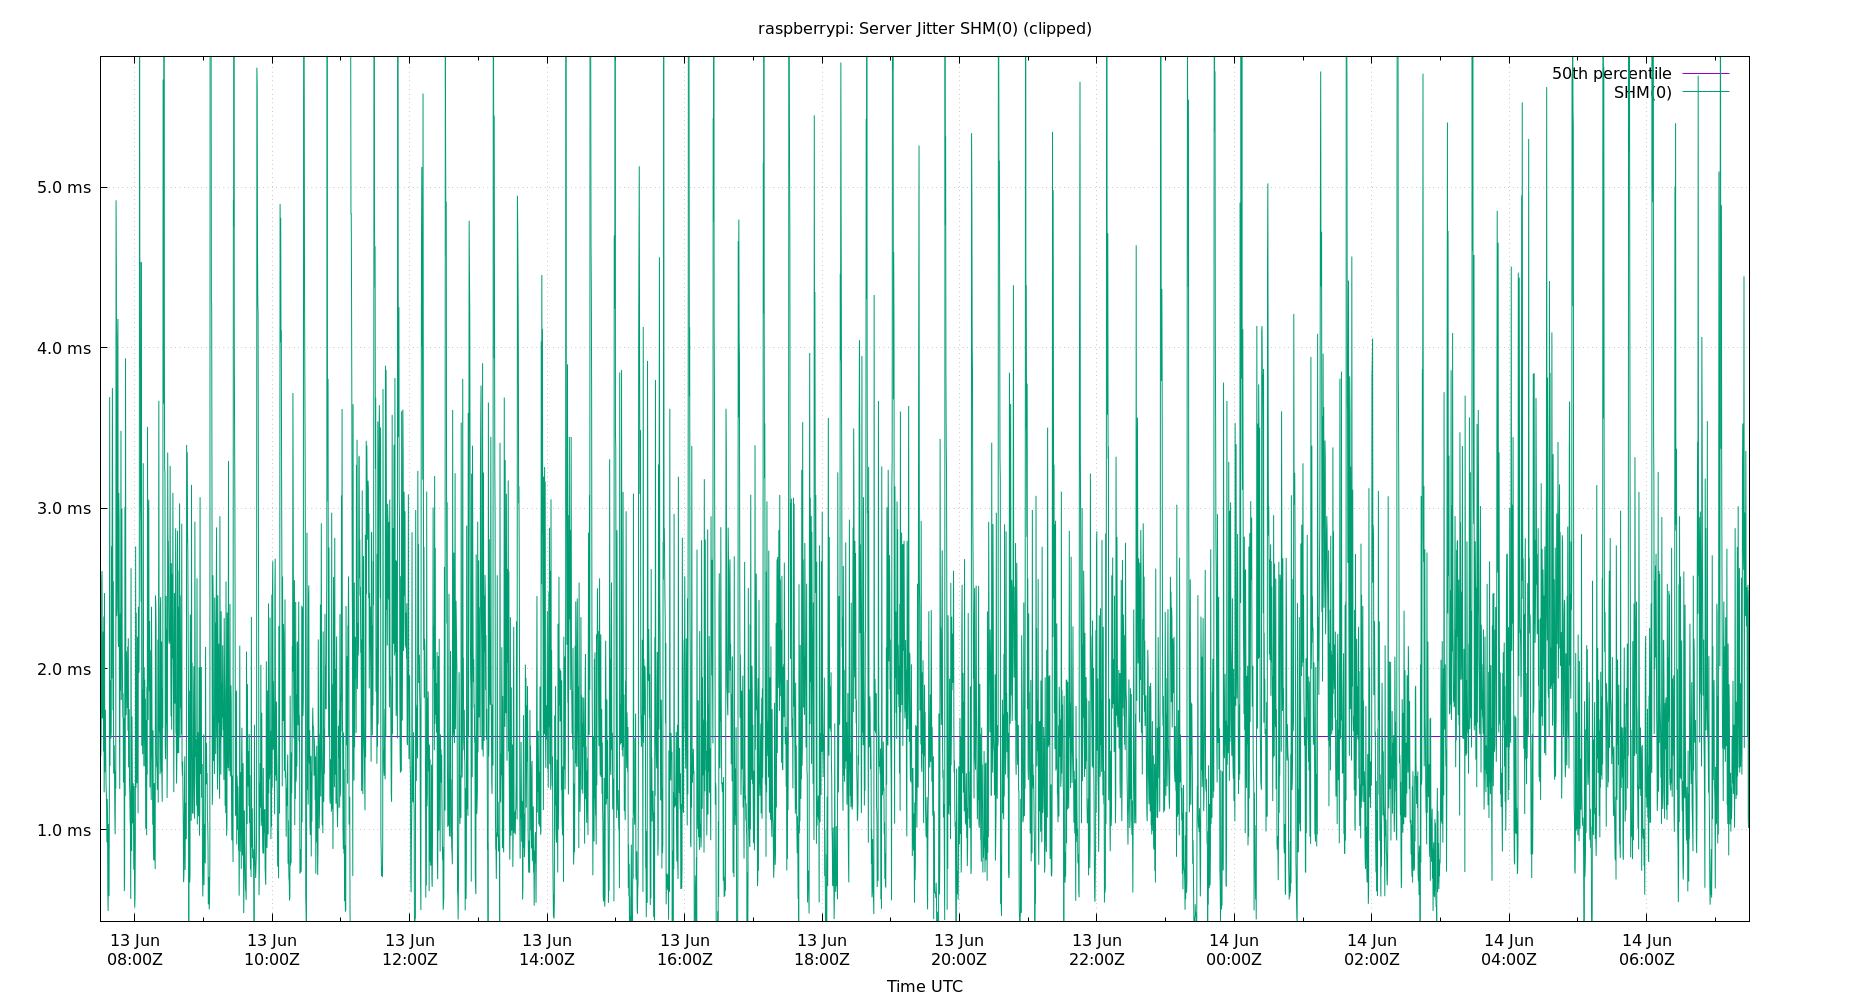 raspberrypi: Server Jitter SHM(0) (clipped)
50th percentile
SHM(0)
5.0 ms
4.0 ms
3.0 ms
2.0 ms
1.0 ms
13 Jun 13 Jun 13 Jun 13 Jun 13 Jun 13 Jun 13 Jun 13 Jun 14 Jun 14 Jun 14 Jun 14 Jun
08:00Z 10:00Z 12:00Z 14:00Z 16:00Z 18:00Z 20:00Z 22:00Z 00:00Z 02:00Z 04:00Z 06:00Z
Time UTC